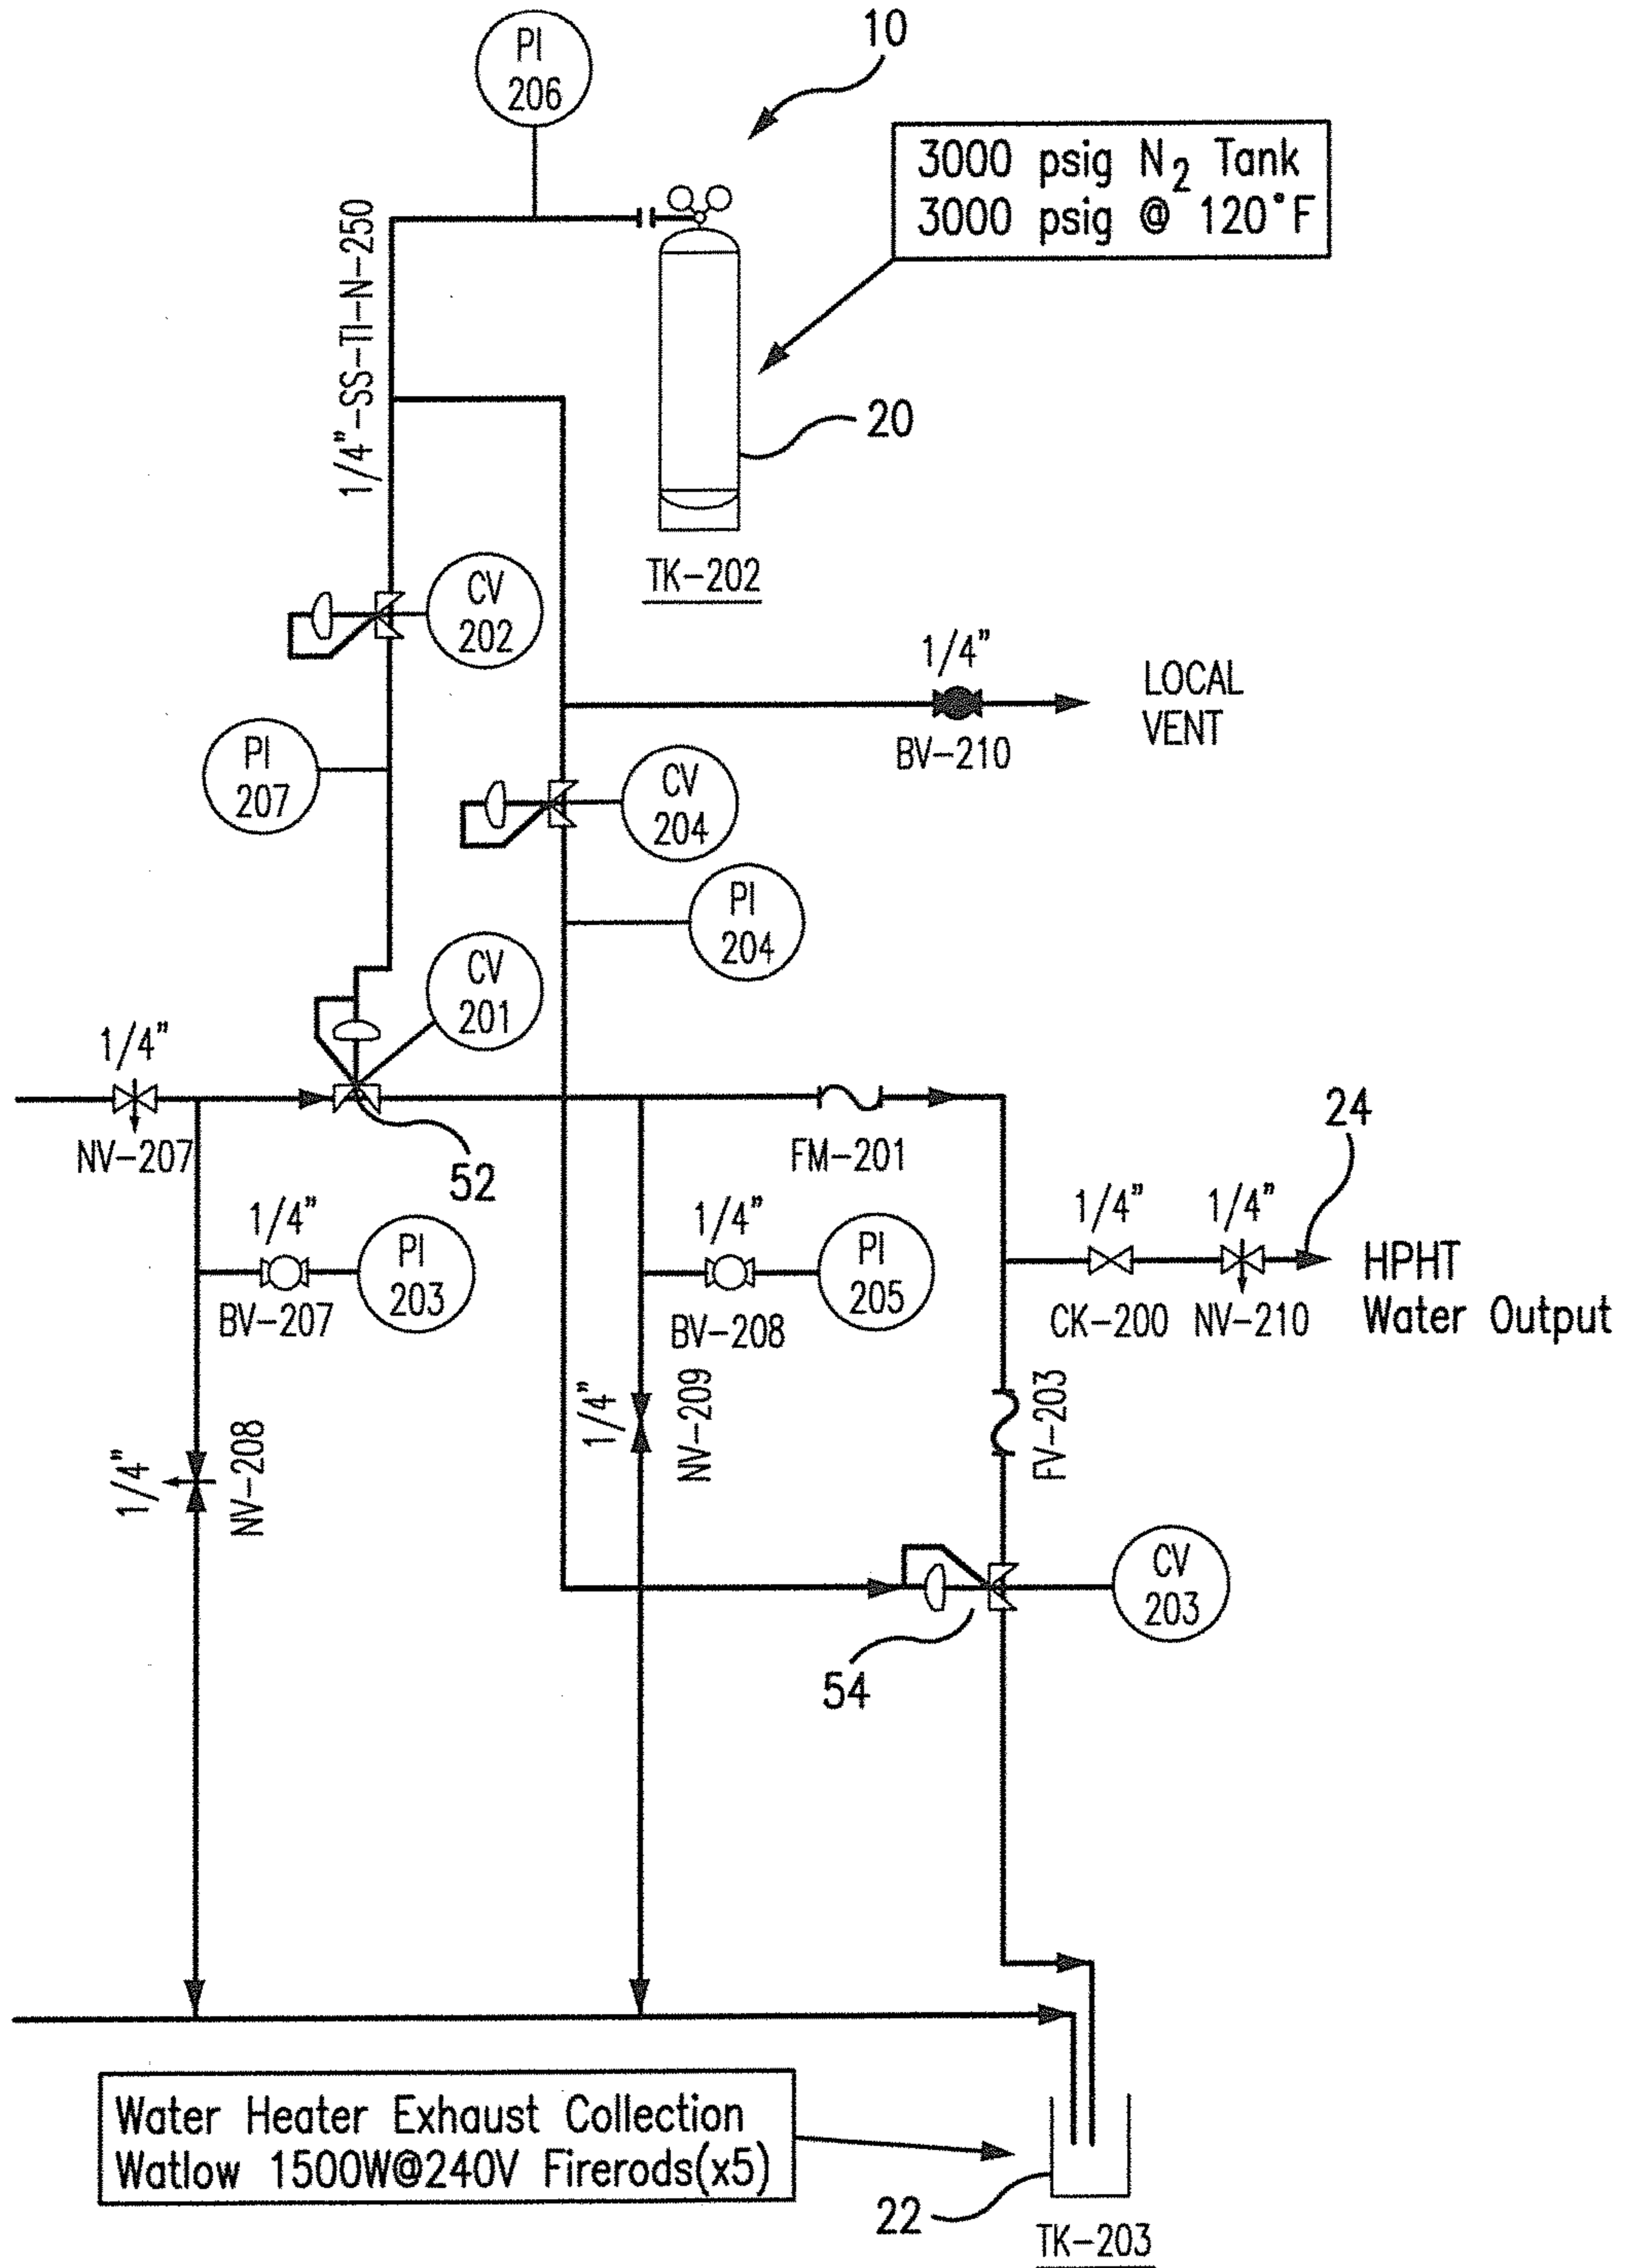 PI
206
10
3000 psig N2 Tank
3000 psig @ 120°F
1/4"-SS-TI-N-250
20
TK-202
CV
202
1/4"
BV-210
LOCAL
VENT
PI
207
CV
204
PI
204
CV
201
1/4"
NV-207
52
FM-201
24
1/4"
BV-207
PI
203
1/4"
BV-208
PI
205
1/4"
CK-200
1/4"
NV-210
HPHT
Water Output
1/4"
NV-208
1/4"
NV-209
FV-203
CV
203
54
Water Heater Exhaust Collection
Watlow 1500W@240V Firerods(x5)
22
TK-203